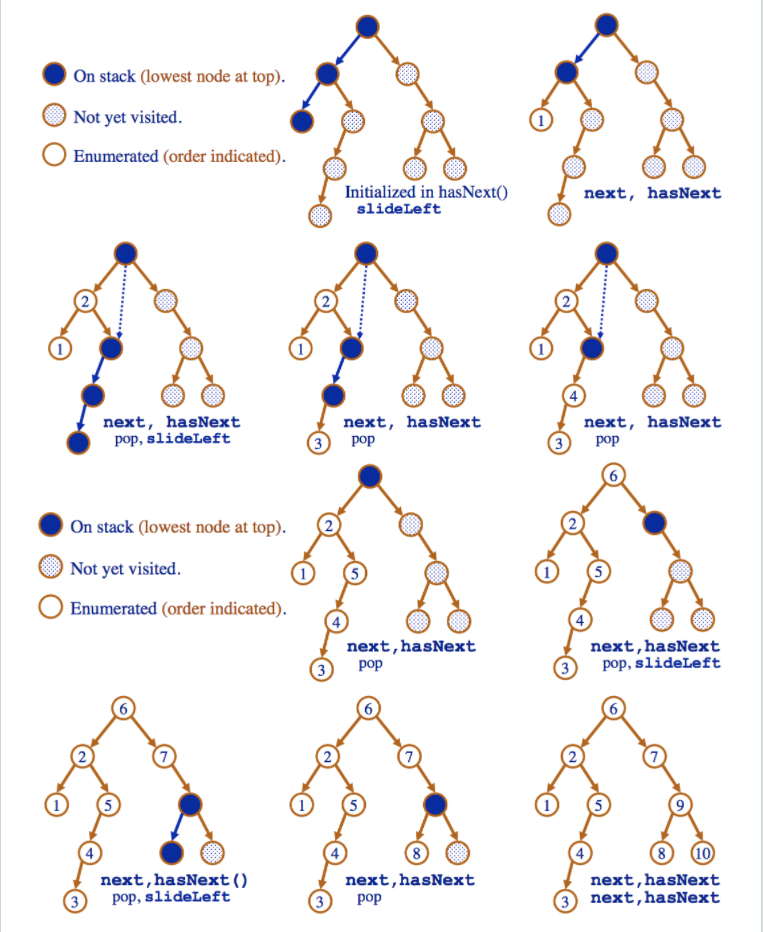 On stack (lowest node at top).
Not yet visited.
Enumerated (order indicated).
Initialized in hasNext()
slideLeft
1
next, hasNext
2
1
next, hasNext
pop, slideLeft
2
1
3
next, hasNext
pop
2
1
4
3
next, hasNext
pop
On stack (lowest node at top).
Not yet visited.
Enumerated (order indicated).
2
1
5
4
3
next,hasNext
pop
6
2
1
5
4
3
next,hasNext
pop, slideLeft
6
2
7
1
5
4
3
next,hasNext()
pop, slideLeft
6
2
7
1
5
4
8
3
next,hasNext
pop
6
2
7
1
5
9
4
8
10
3
next,hasNext
next,hasNext